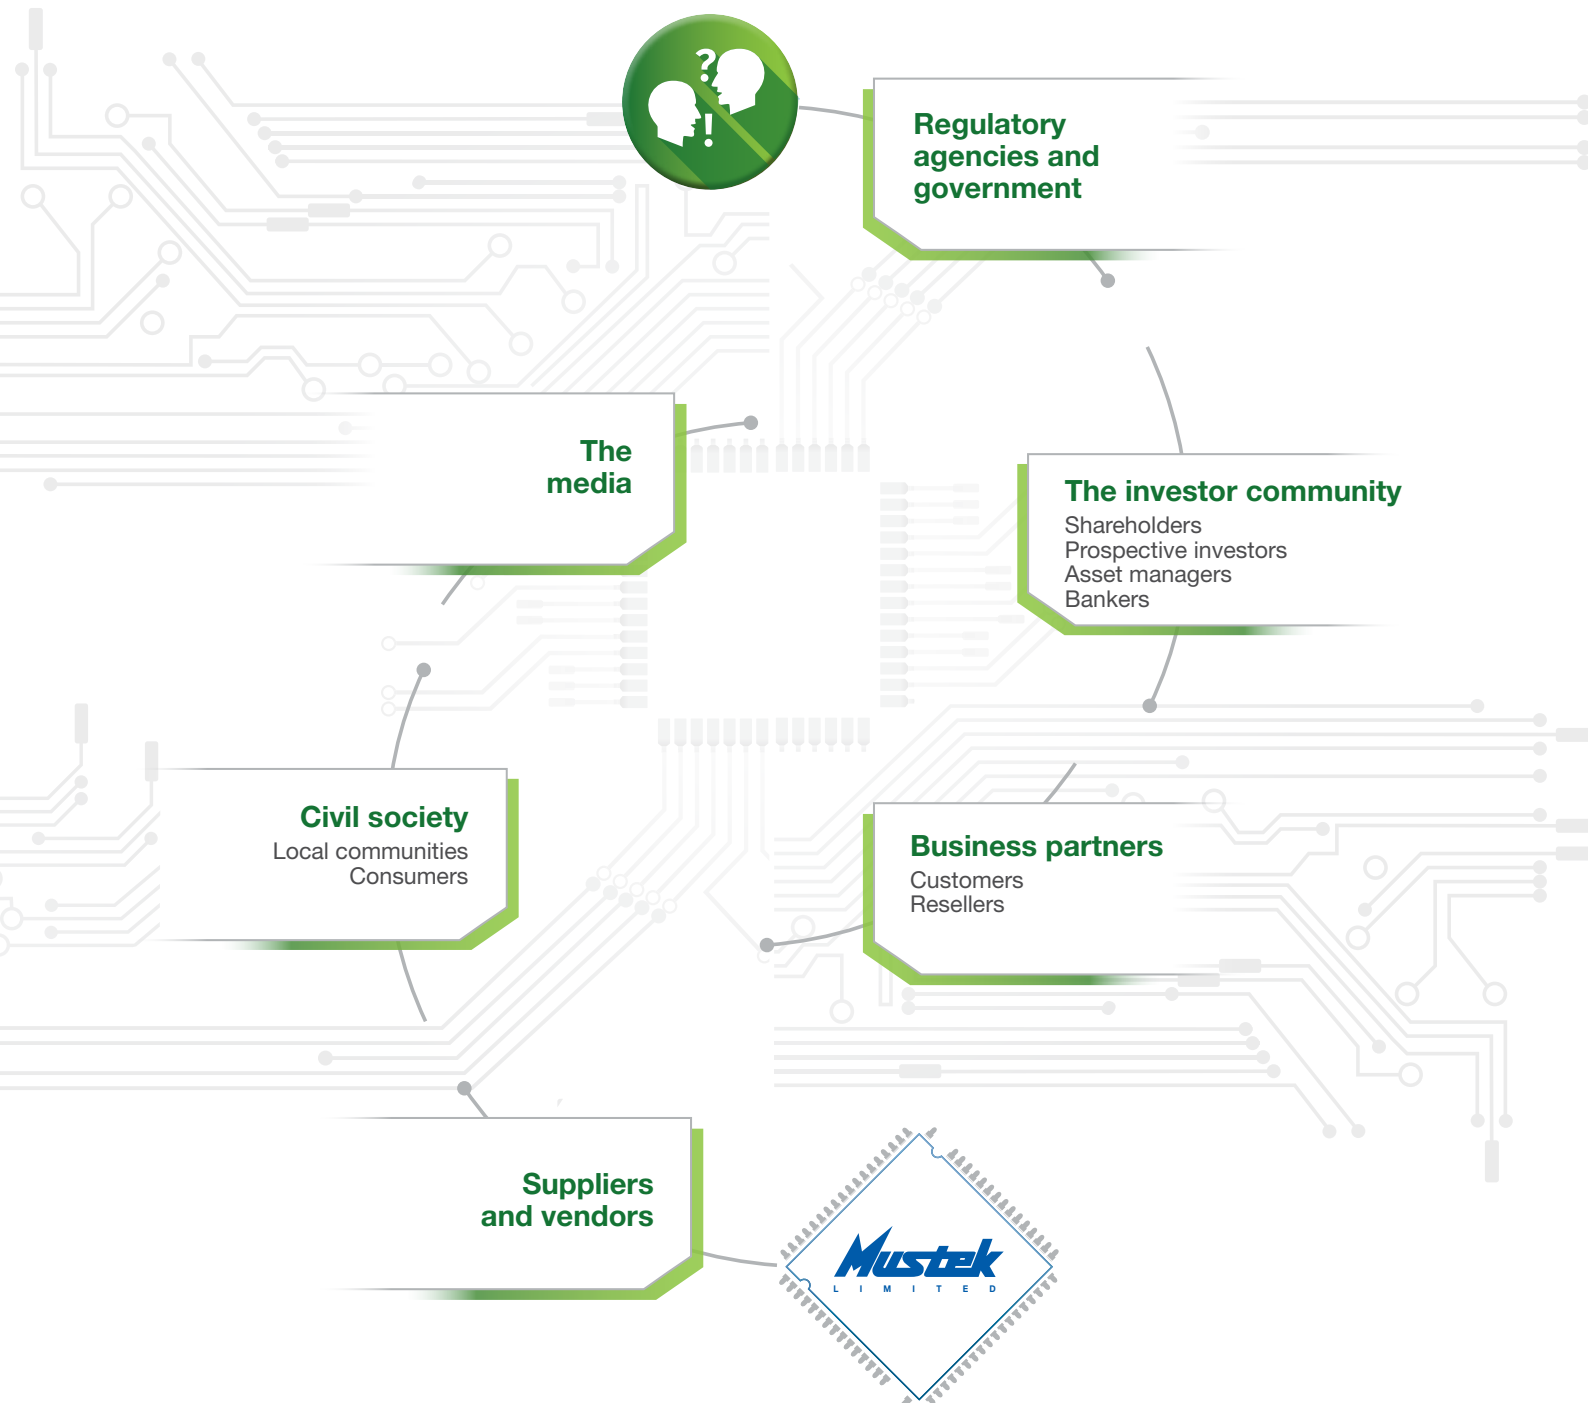 ?
!
Regulatory
agencies and
government
The
media
The investor community
Shareholders
Prospective investors
Asset managers
Bankers
Civil society
Local communities
Consumers
Business partners
Customers
Resellers
Suppliers
and vendors
Mustek
LIMITED